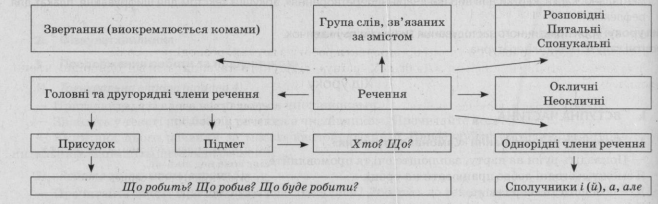 Звертання (виокремлюється комами)
Група слів, зв’язаних
за змістом
Розповідні
Питальні
Спонукальні
Головні та другорядні члени речення
Речення
Окличні
Неокличні
Присудок
Підмет
Хто? Що?
Однорідні члени речення
Що робить? Що робив? Що буде робити?
Сполучники і (й), а, але